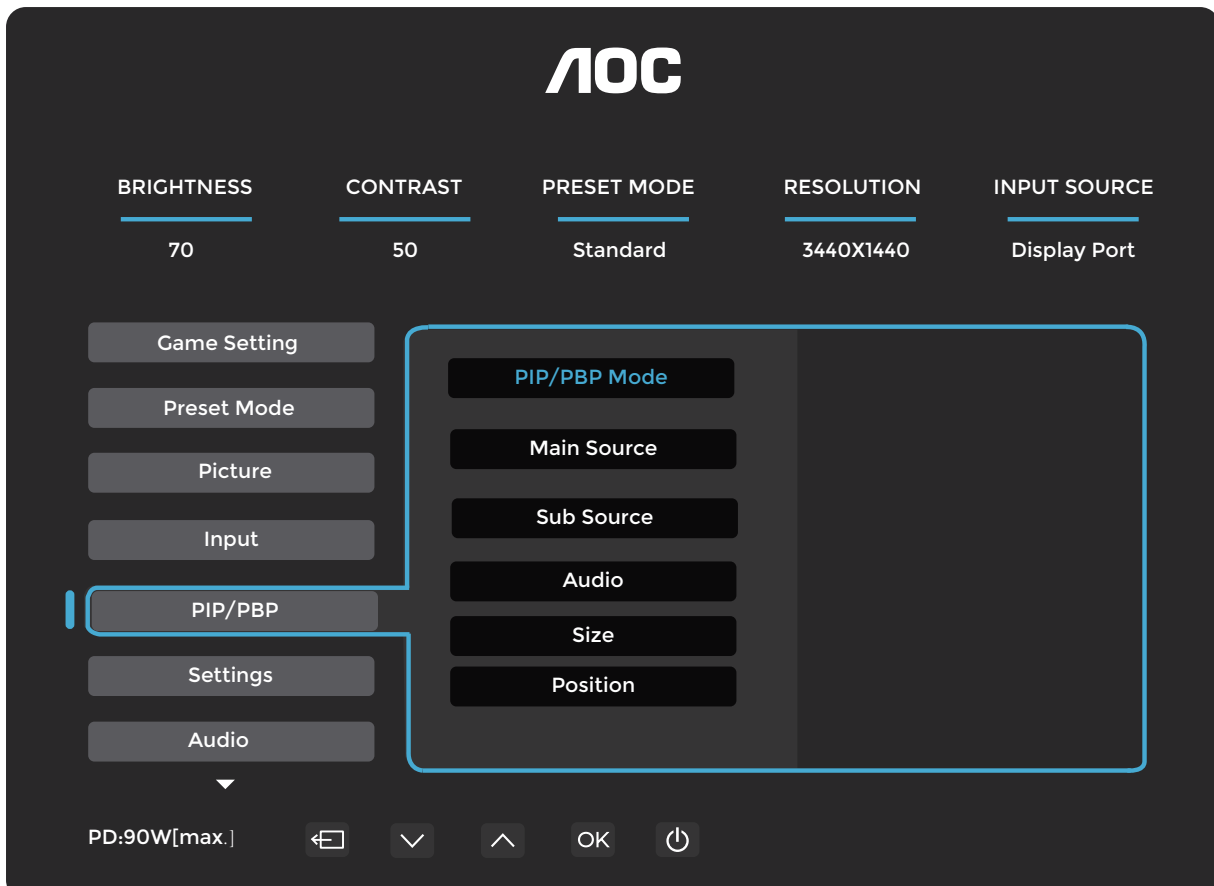 AOC
BRIGHTNESS CONTRAST PRESET MODE RESOLUTION INPUT SOURCE
70 50 Standard 3440X1440 Display Port
Game Setting
Preset Mode
Picture
Input
PIP/PBP
Settings
Audio
PIP/PBP Mode
Main Source
Sub Source
Audio
Size
Position
PD:90W[max.] OK